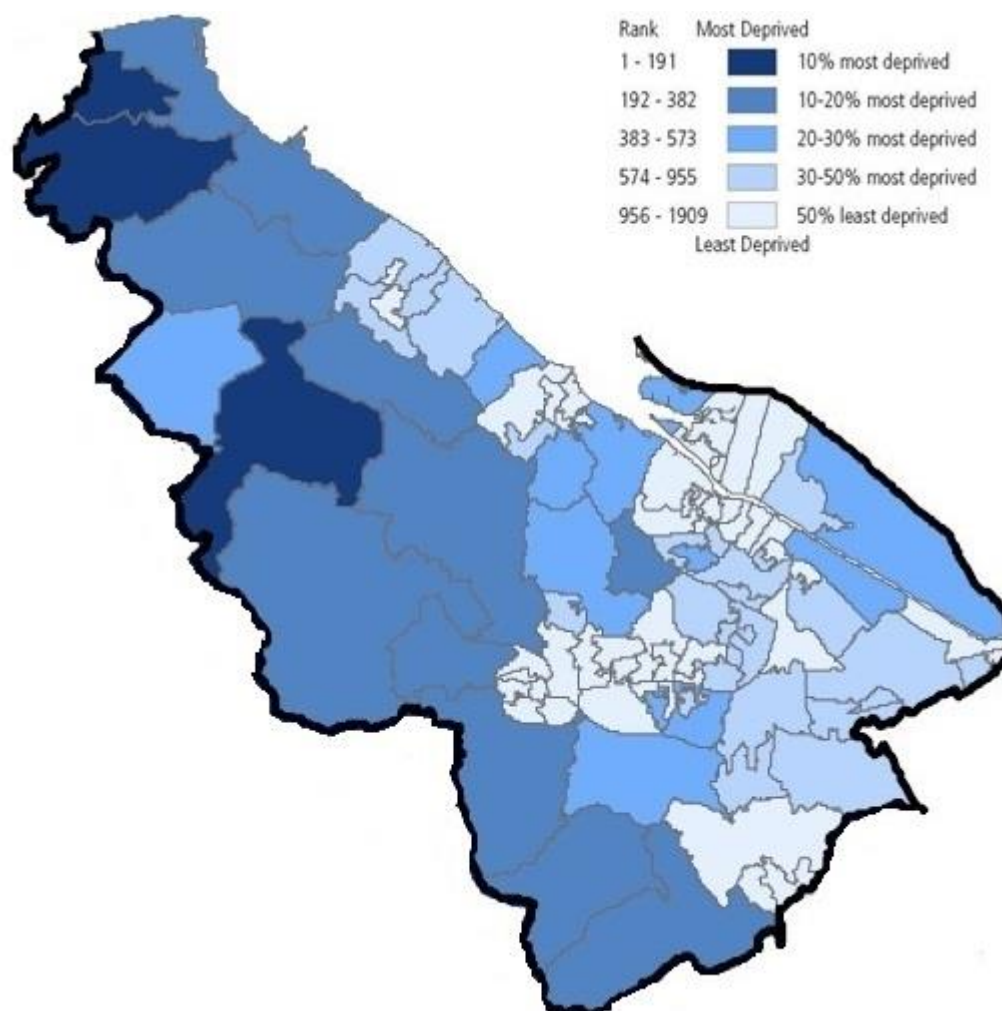 Rank Most Deprived
1 - 191 10% most deprived
192 - 382 10-20% most deprived
383 - 573 20-30% most deprived
574 - 955 30-50% most deprived
956 - 1909 50% least deprived
Least Deprived